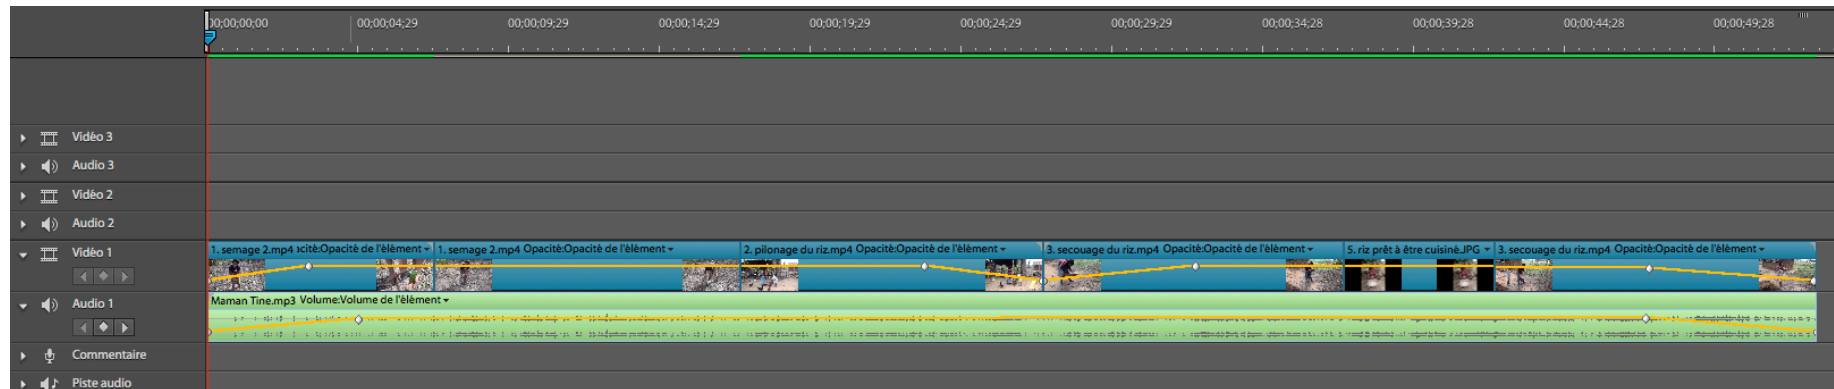 00;00;00;00 00;00;04;29 00;00;09;29 00;00;14;29 00;00;19;29 00;00;24;29 00;00;29;29 00;00;34;28 00;00;39;28 00;00;44;28 00;00;49;28
Vidéo 3
Audio 3
Vidéo 2
Audio 2
Vidéo 1
1. semage 2.mp4 ıcité:Opacité de l'élément 1. semage 2.mp4 Opacité:Opacité de l'élément 2. pilonage du riz.mp4 Opacité:Opacité de l'élément 3. secouage du riz.mp4 Opacité:Opacité de l'élément 5. riz prêt à être cuisiné.JPG 3. secouage du riz.mp4 Opacité:Opacité de l'élément
Audio 1
Maman Tine.mp3 Volume:Volume de l'élément
Commentaire
Piste audio